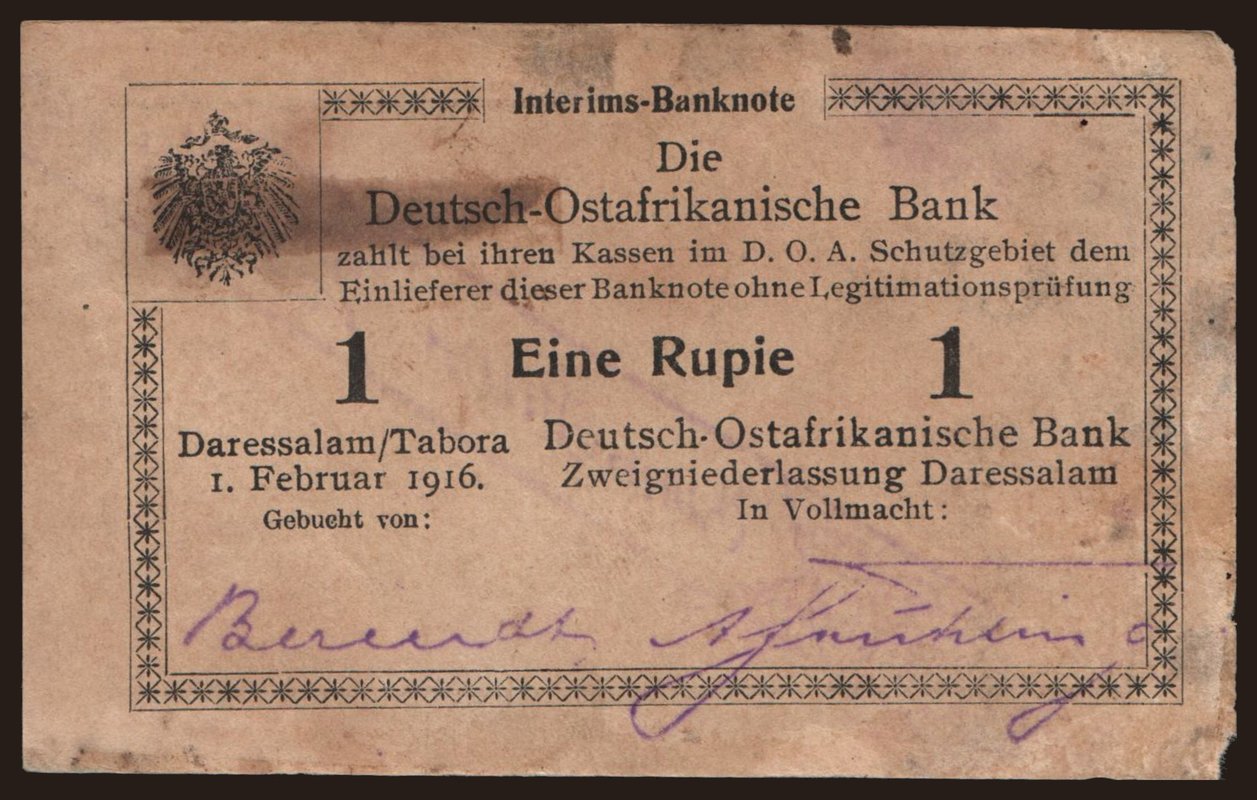 Interims-Banknote
Die
Deutsch-Ostafrikanische Bank
zahlt bei ihren Kassen im D. O. A. Schutzgebiet dem
Einlieferer dieser Banknote ohne Legitimationsprüfung
1 Eine Rupie 1
Daressalam/Tabora
1. Februar 1916.
Gebucht von:
Deutsch-Ostafrikanische Bank
Zweigniederlassung Daressalam
In Vollmacht:
Berendt